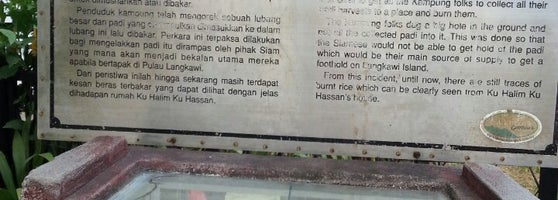 atau dibakar.
Penduduk kampung telah mengorek sebuah lubang
besar dan padi yang dikumpulkan dimasukkan ke dalam
lubang ini lalu dibakar. Perkara ini terpaksa dilakukan
bagi mengelakkan padi itu dirampas oleh pihak Siam
yang mana akan menjadi bekalan utama mereka
apabila bertapak di Pulau Langkawi.
Dari peristiwa ini hingga sekarang masih terdapat
kesan beras terbakar yang dapat dilihat dengan jelas
dihadapan rumah Ku Halim Ku Hassan.
to get all the Kampung folks to collect all their
to a place and burn them.
The Kampung folks dug a big hole in the ground and
put all the collected padi into it. This was done so that
the Siamese would not be able to get hold of the padi
which would be their main source of supply to get a
foothold on Langkawi Island.
From this incident, until now, there are still traces of
burnt rice which can be clearly seen from Ku Halim Ku
Hassan's house.